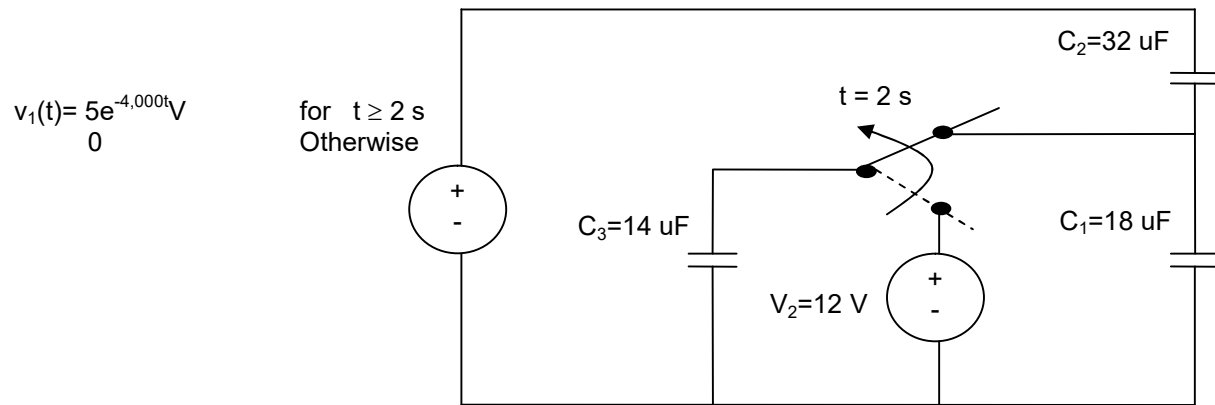 C₂=32 uF
v₁(t)= 5e⁻⁴,⁰⁰⁰ᵗV for t ≥ 2 s
0 Otherwise
t = 2 s
+
-
C₃=14 uF
C₁=18 uF
V₂=12 V
+
-